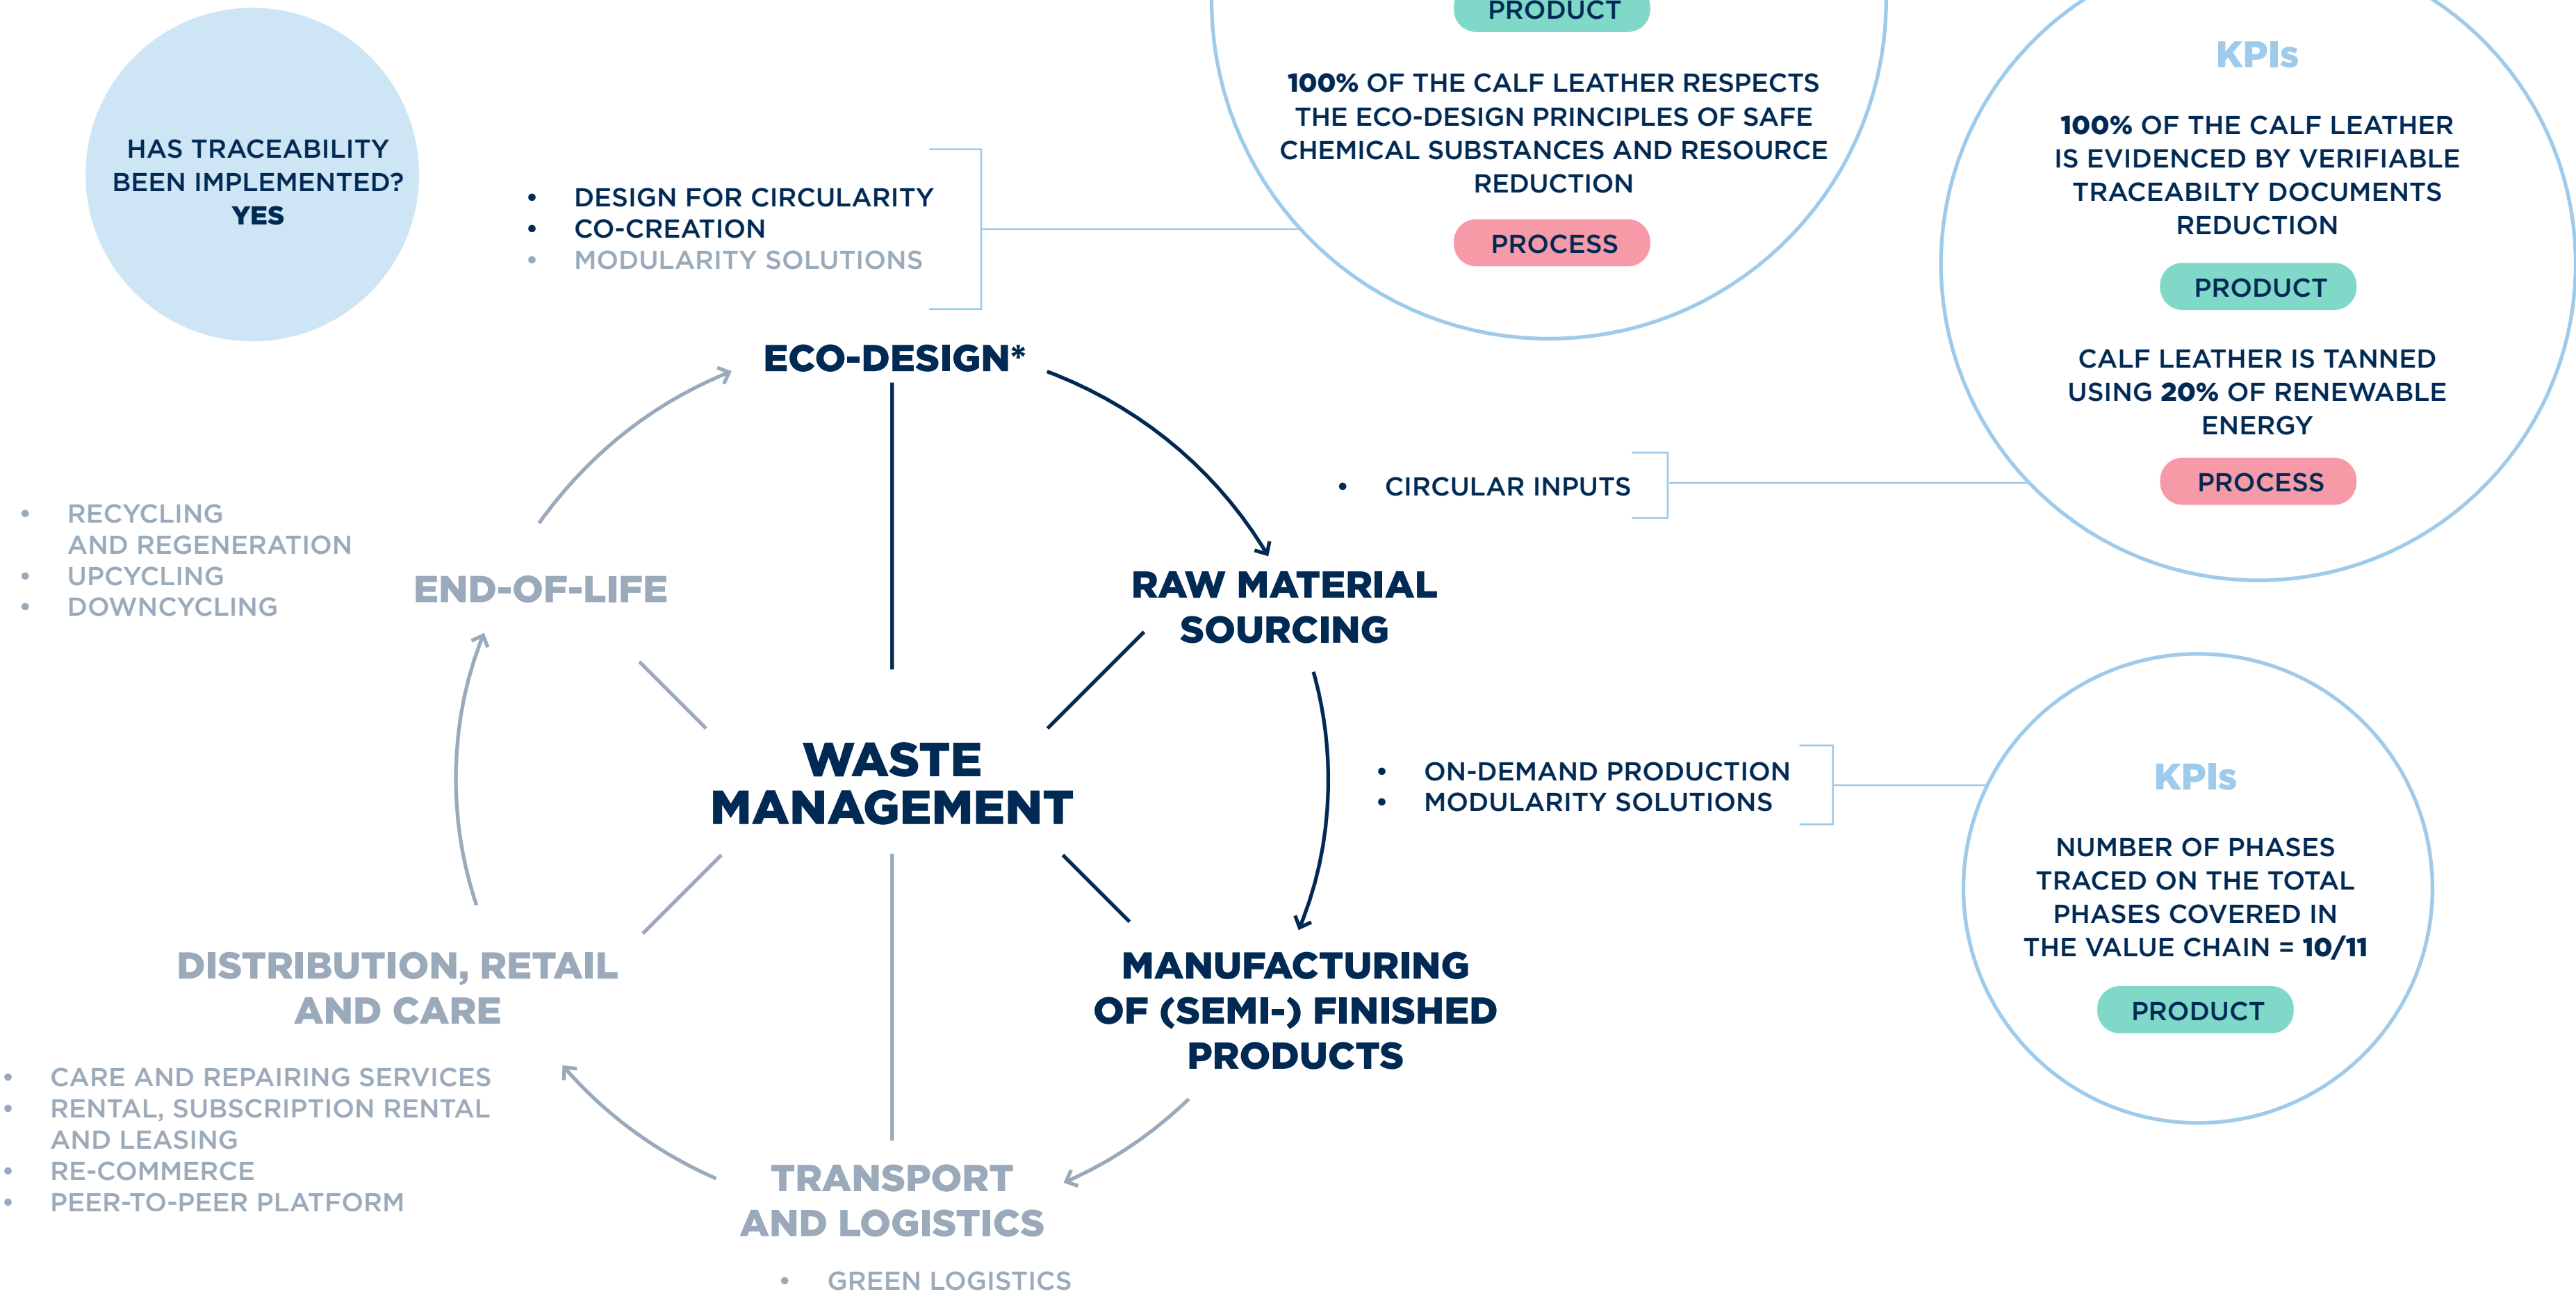 PRODUCT
100% OF THE CALF LEATHER RESPECTS
THE ECO-DESIGN PRINCIPLES OF SAFE
CHEMICAL SUBSTANCES AND RESOURCE
REDUCTION
PROCESS
KPIs
100% OF THE CALF LEATHER
IS EVIDENCED BY VERIFIABLE
TRACEABILTY DOCUMENTS
REDUCTION
PRODUCT
CALF LEATHER IS TANNED
USING 20% OF RENEWABLE
ENERGY
PROCESS
HAS TRACEABILITY
BEEN IMPLEMENTED?
YES
• DESIGN FOR CIRCULARITY
• CO-CREATION
• MODULARITY SOLUTIONS
ECO-DESIGN*
• CIRCULAR INPUTS
RAW MATERIAL
SOURCING
• RECYCLING
AND REGENERATION
• UPCYCLING
• DOWNCYCLING
END-OF-LIFE
WASTE
MANAGEMENT
• ON-DEMAND PRODUCTION
• MODULARITY SOLUTIONS
KPIs
NUMBER OF PHASES
TRACED ON THE TOTAL
PHASES COVERED IN
THE VALUE CHAIN = 10/11
PRODUCT
DISTRIBUTION, RETAIL
AND CARE
MANUFACTURING
OF (SEMI-) FINISHED
PRODUCTS
• CARE AND REPAIRING SERVICES
• RENTAL, SUBSCRIPTION RENTAL
AND LEASING
• RE-COMMERCE
• PEER-TO-PEER PLATFORM
TRANSPORT
AND LOGISTICS
• GREEN LOGISTICS